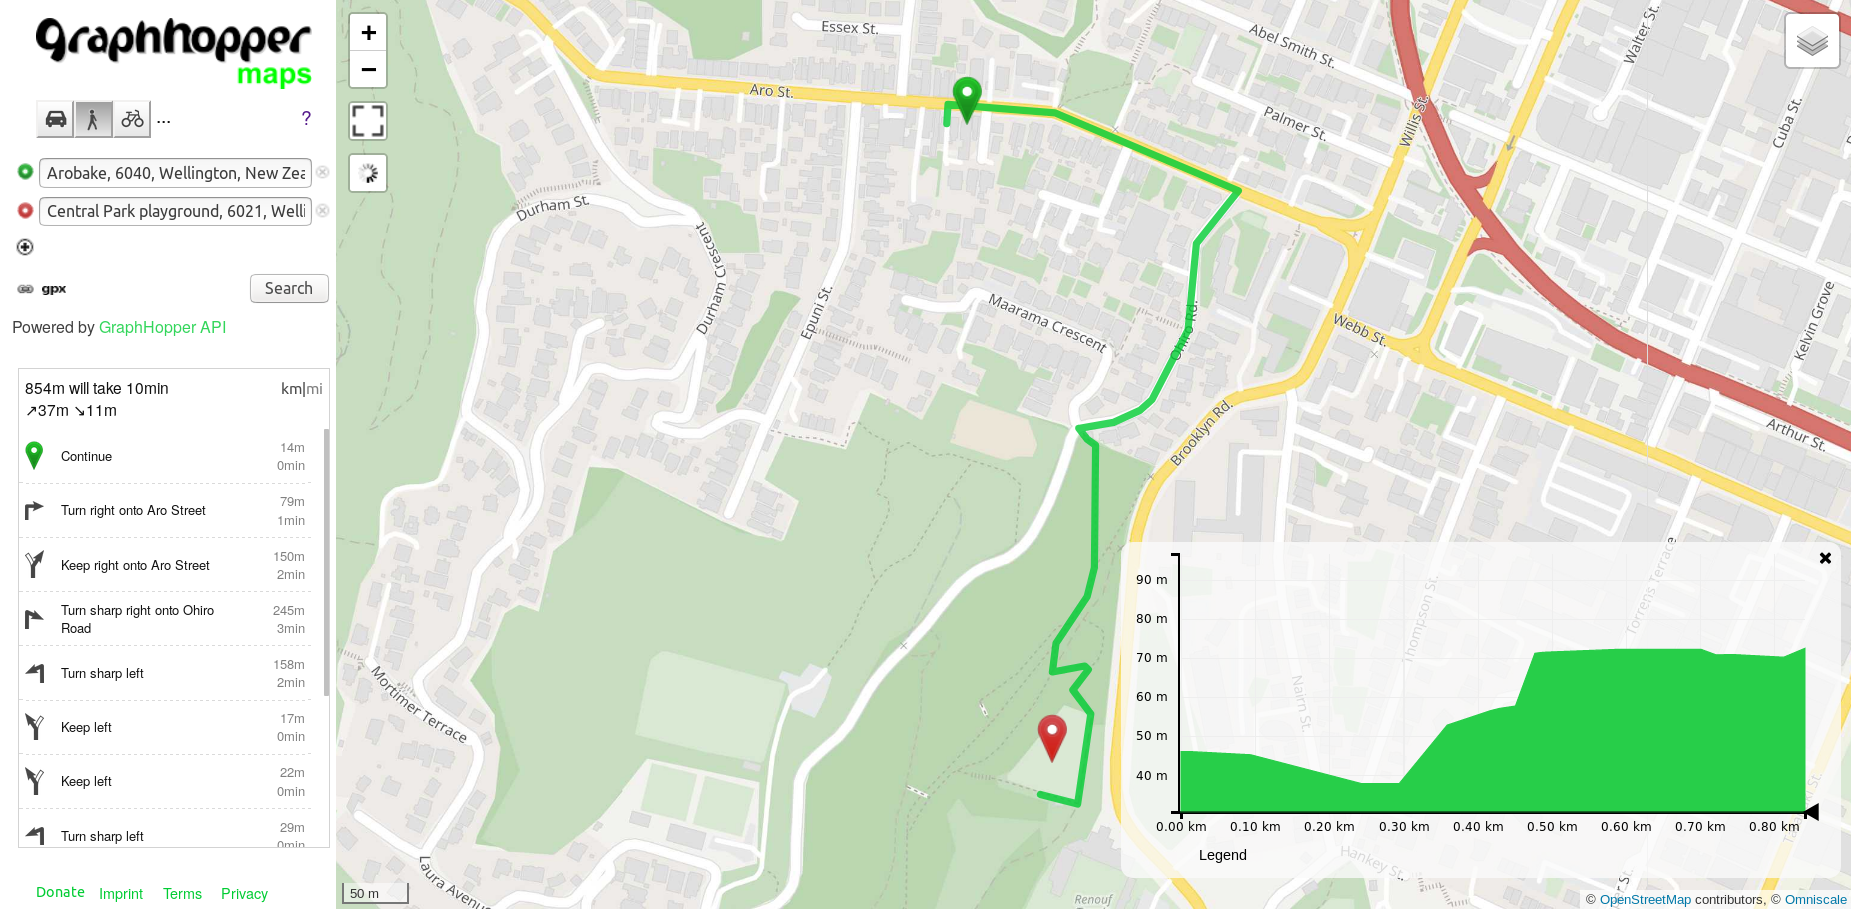 graphhopper
maps
...
?
Arobake, 6040, Wellington, New Zea
Central Park playground, 6021, Welli
gpx
Search
Powered by GraphHopper API
854m will take 10min
km|mi
↗37m ↘11m
Continue
14m
0min
Turn right onto Aro Street
79m
1min
Keep right onto Aro Street
150m
2min
Turn sharp right onto Ohiro
Road
245m
3min
Turn sharp left
158m
2min
Keep left
17m
0min
Keep left
22m
0min
Turn sharp left
29m
0min
Donate Imprint Terms Privacy
+
−
Essex St.
Aro St.
Abel Smith St.
Walter St.
Palmer St.
Willis St.
Cuba St.
Durham St.
Durham Crescent
Epuni St.
Maarama Crescent
Ohiro Rd.
Webb St.
Kelvin Grove
Brooklyn Rd.
Arthur St.
Mortimer Terrace
Laura Avenue
Thompson St.
Torrens Terrace
Nairn St.
Hankey St.
Renouf
90 m
80 m
70 m
60 m
50 m
40 m
0.00 km 0.10 km 0.20 km 0.30 km 0.40 km 0.50 km 0.60 km 0.70 km 0.80 km
Legend
50 m
© OpenStreetMap contributors, © Omniscale